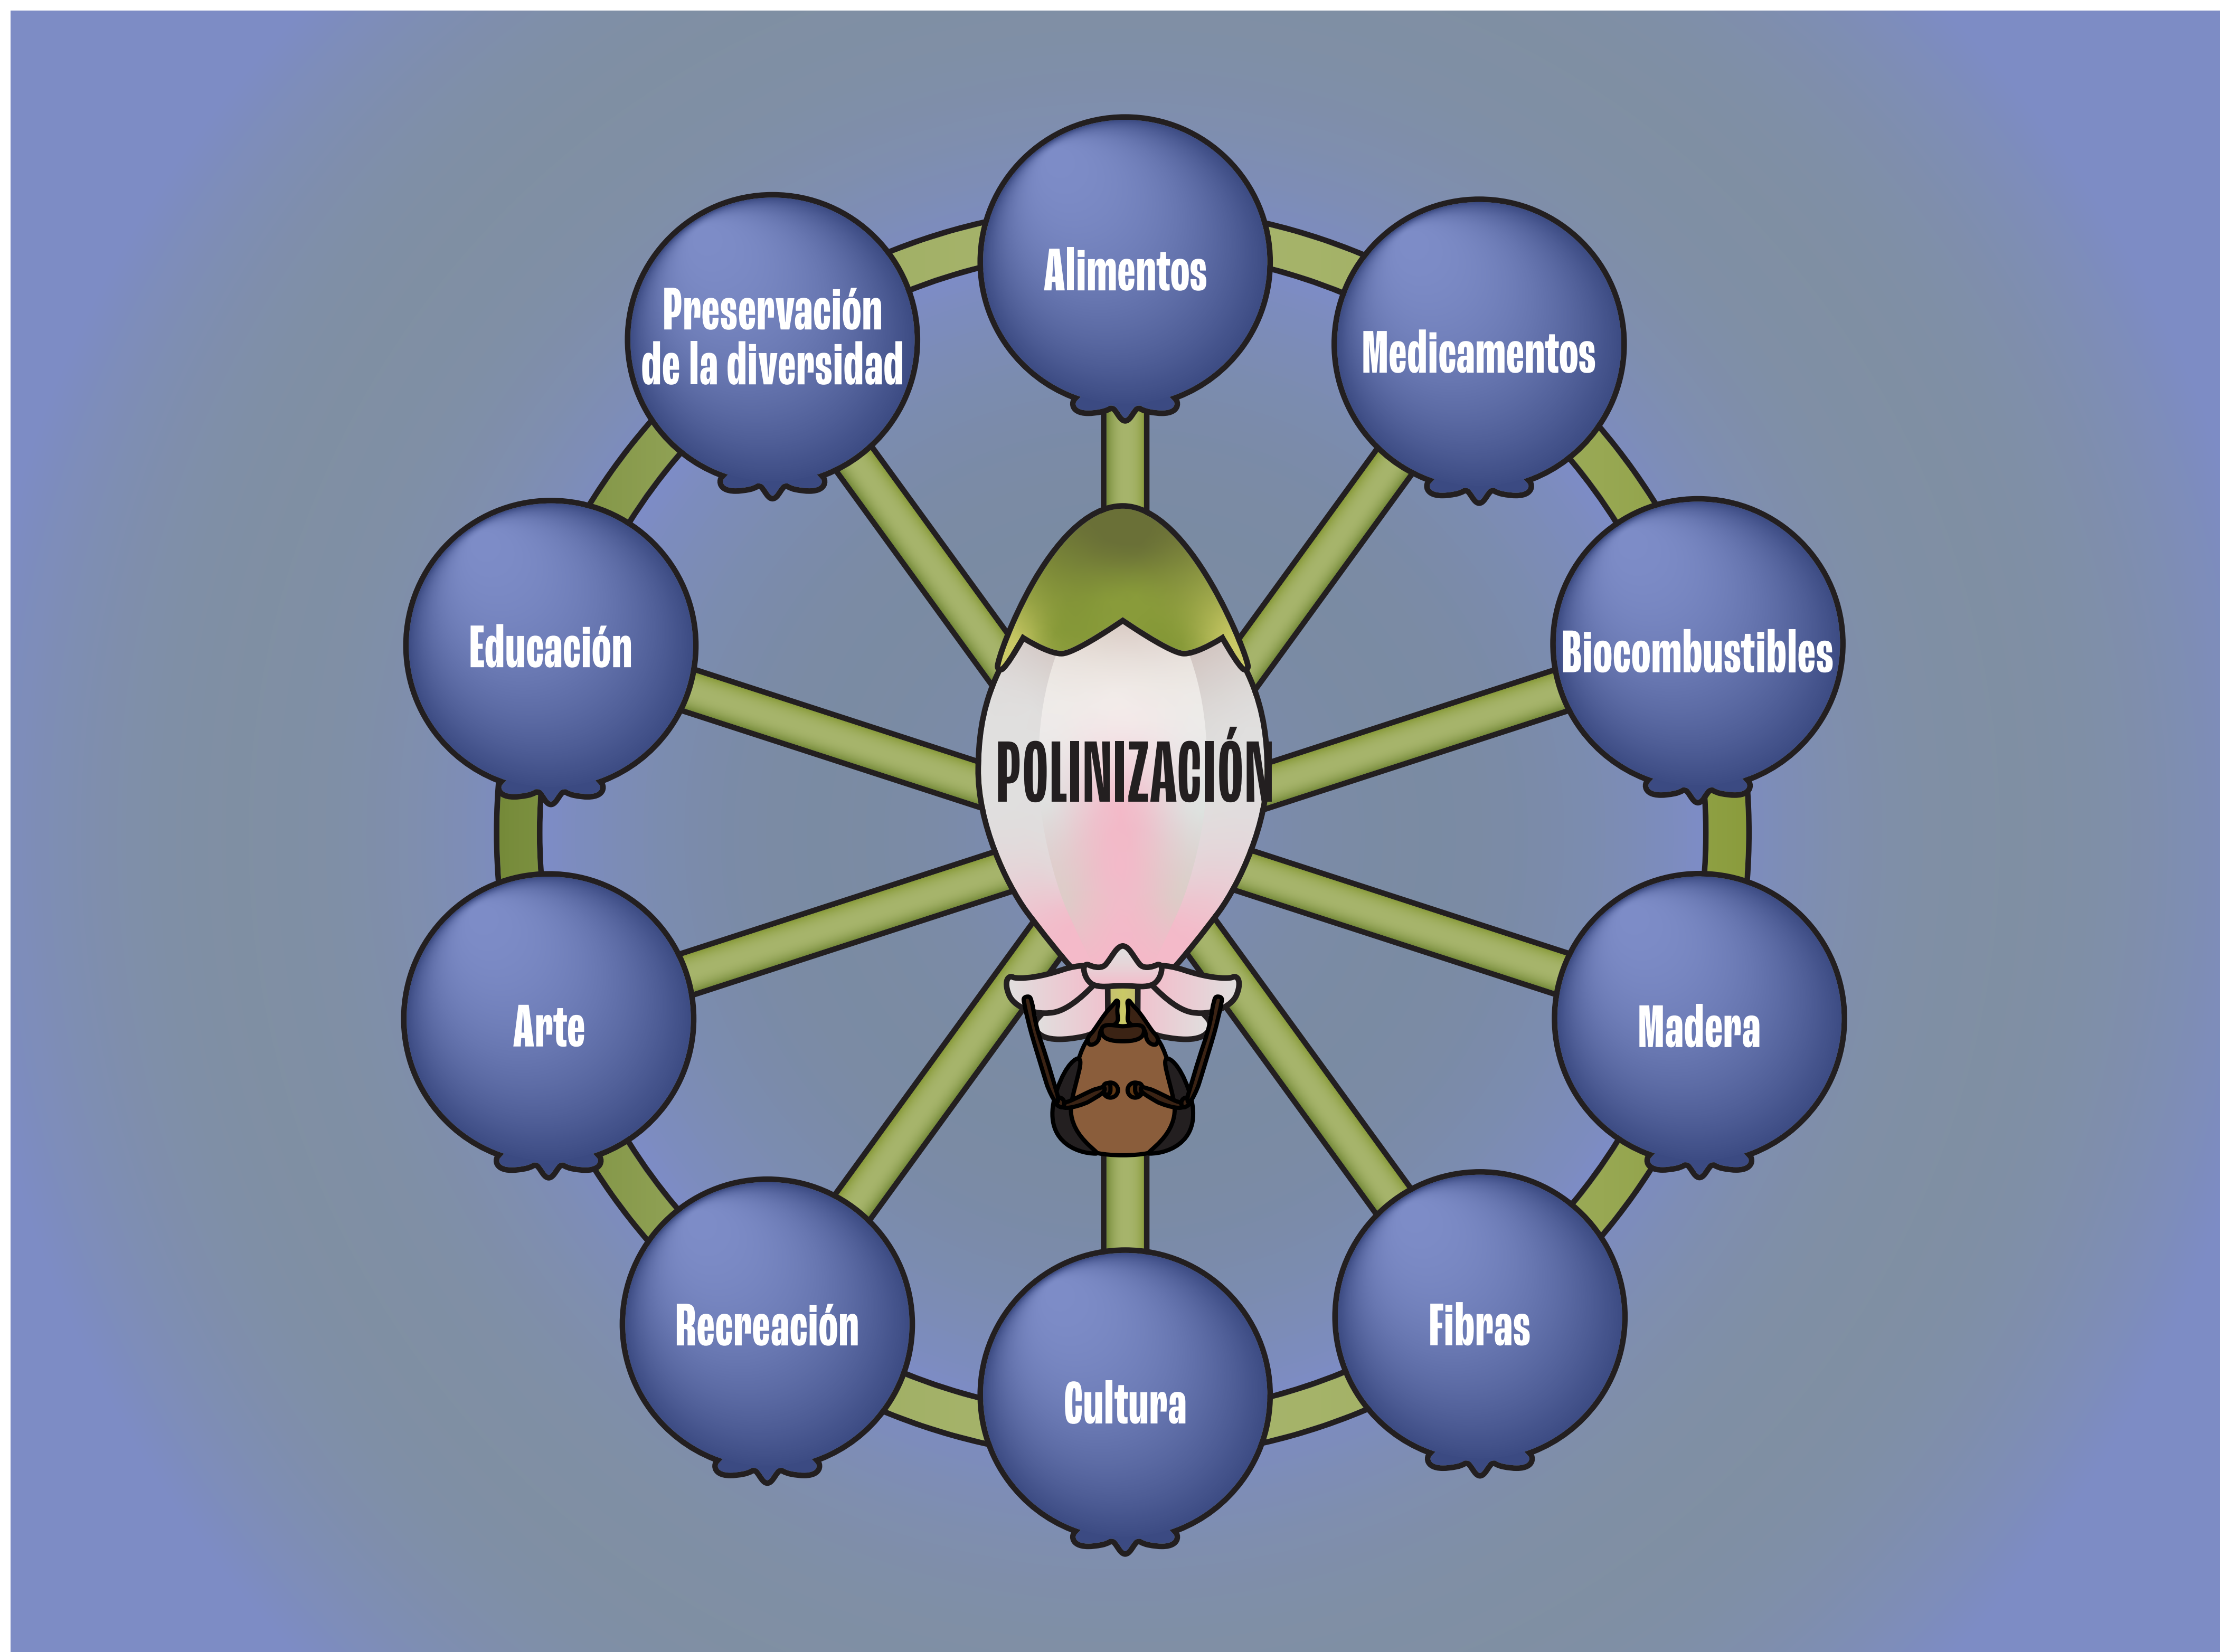 Alimentos
Preservación
de la diversidad
Medicamentos
Educación
Biocombustibles
POLINIZACIÓN
Arte
Madera
Recreación
Fibras
Cultura